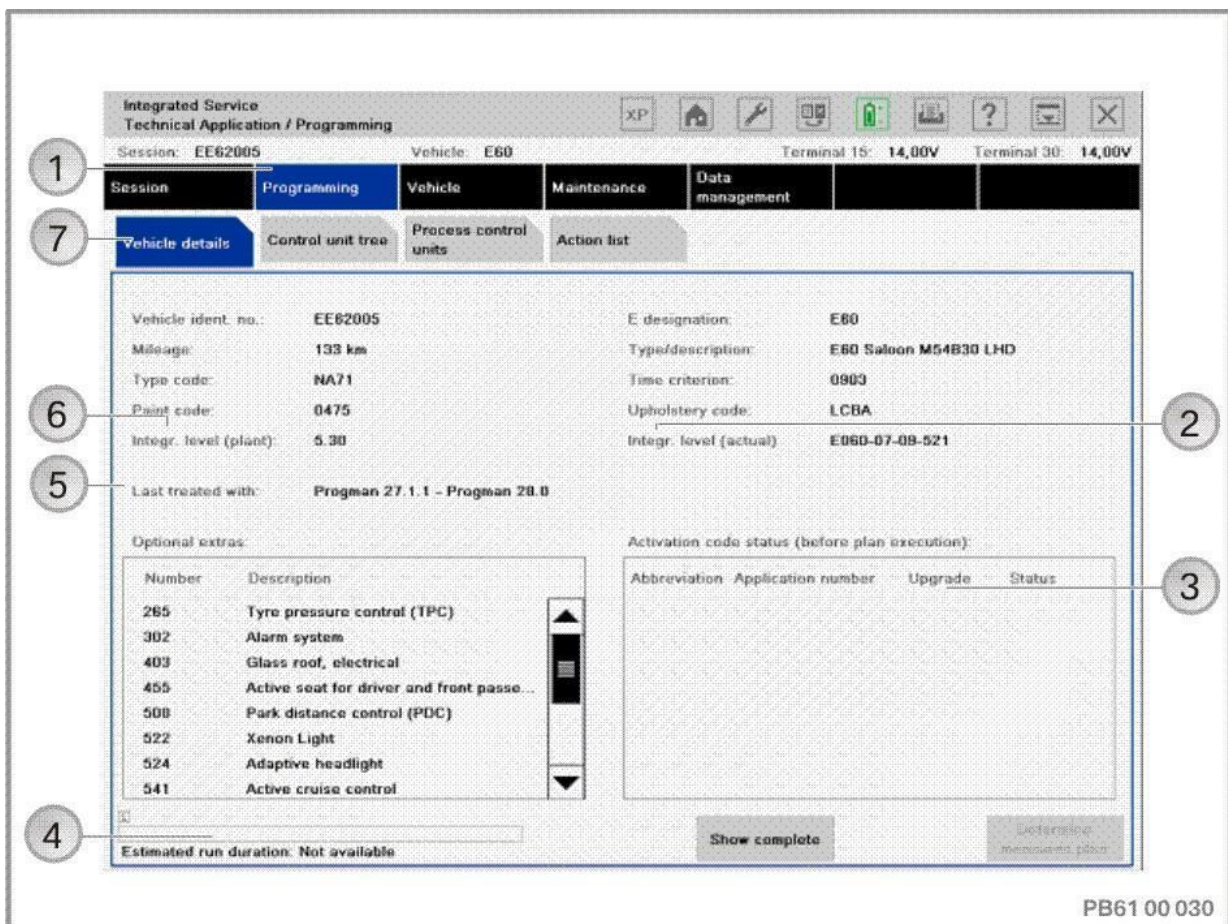 Integrated Service
Technical Application / Programming
XP
?
Session: EE62005 Vehicle: E60 Terminal 15: 14,00V Terminal 30: 14,00V
1
Session Programming Vehicle Maintenance Data management
7
Vehicle details Control unit tree Process control units Action list
Vehicle ident. no.: EE62005 E designation: E60
Mileage: 133 km Type/description: E60 Saloon M54B30 LHD
Type code: NA71 Time criterion: 0903
Paint code: 0475 Upholstery code: LCBA
6
2
Integr. level (plant): 5.30 Integr. level (actual) E060-07-09-521
5
Last treated with: Progman 27.1.1 - Progman 28.0
Optional extras: Activation code status (before plan execution):
Number Description Abbreviation Application number Upgrade Status
3
265 Tyre pressure control (TPC)
302 Alarm system
403 Glass roof, electrical
455 Active seat for driver and front passe...
508 Park distance control (PDC)
522 Xenon Light
524 Adaptive headlight
541 Active cruise control
4
Estimated run duration: Not available
Show complete
Determine
measures plan
PB61 00 030